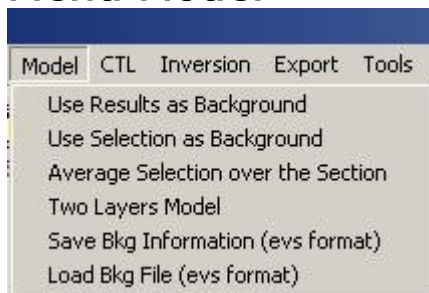 Model CTL Inversion Export Tools
Use Results as Background
Use Selection as Background
Average Selection over the Section
Two Layers Model
Save Bkg Information (evs format)
Load Bkg File (evs format)